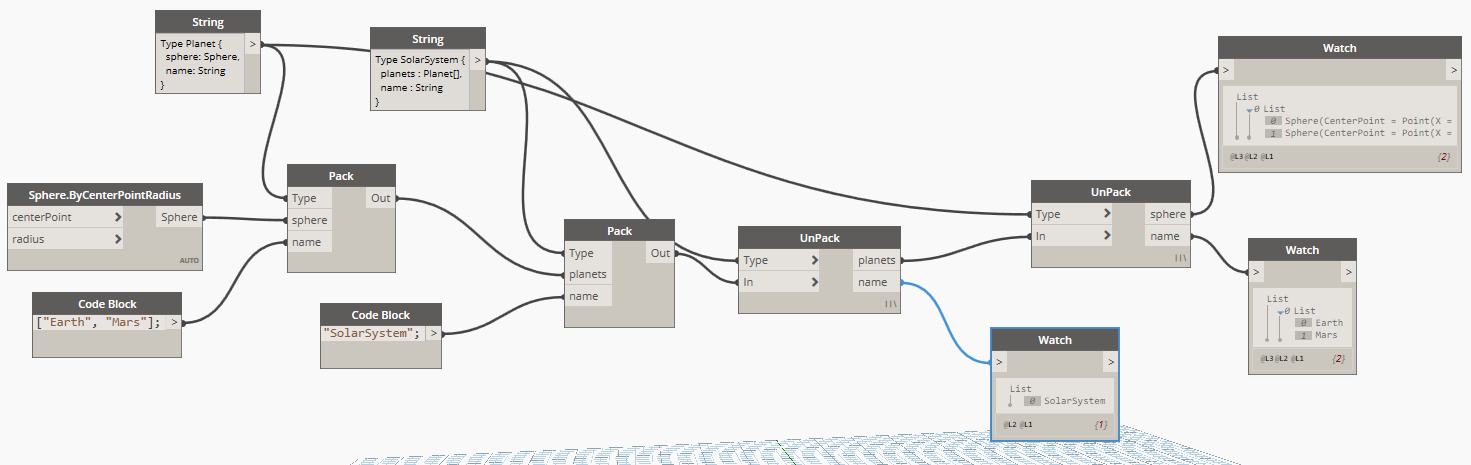 String
Type Planet {
sphere: Sphere,
name: String
}
>
String
Type SolarSystem {
planets : Planet[],
name : String
}
>
Sphere.ByCenterPointRadius
centerPoint > Sphere
radius >
AUTO
Code Block
["Earth", "Mars"]; >
Pack
Type Out
sphere
name
Code Block
"SolarSystem"; >
Pack
Type Out
planets
name
UnPack
Type > planets
In > name
Watch
> >
List
0 SolarSystem
@L2 @L1 {1}
UnPack
Type > sphere
In > name
Watch
> >
List
0 List
0 Sphere(CenterPoint = Point(X =
1 Sphere(CenterPoint = Point(X =
@L3 @L2 @L1 {2}
Watch
> >
List
0 List
0 Earth
1 Mars
@L3 @L2 @L1 {2}